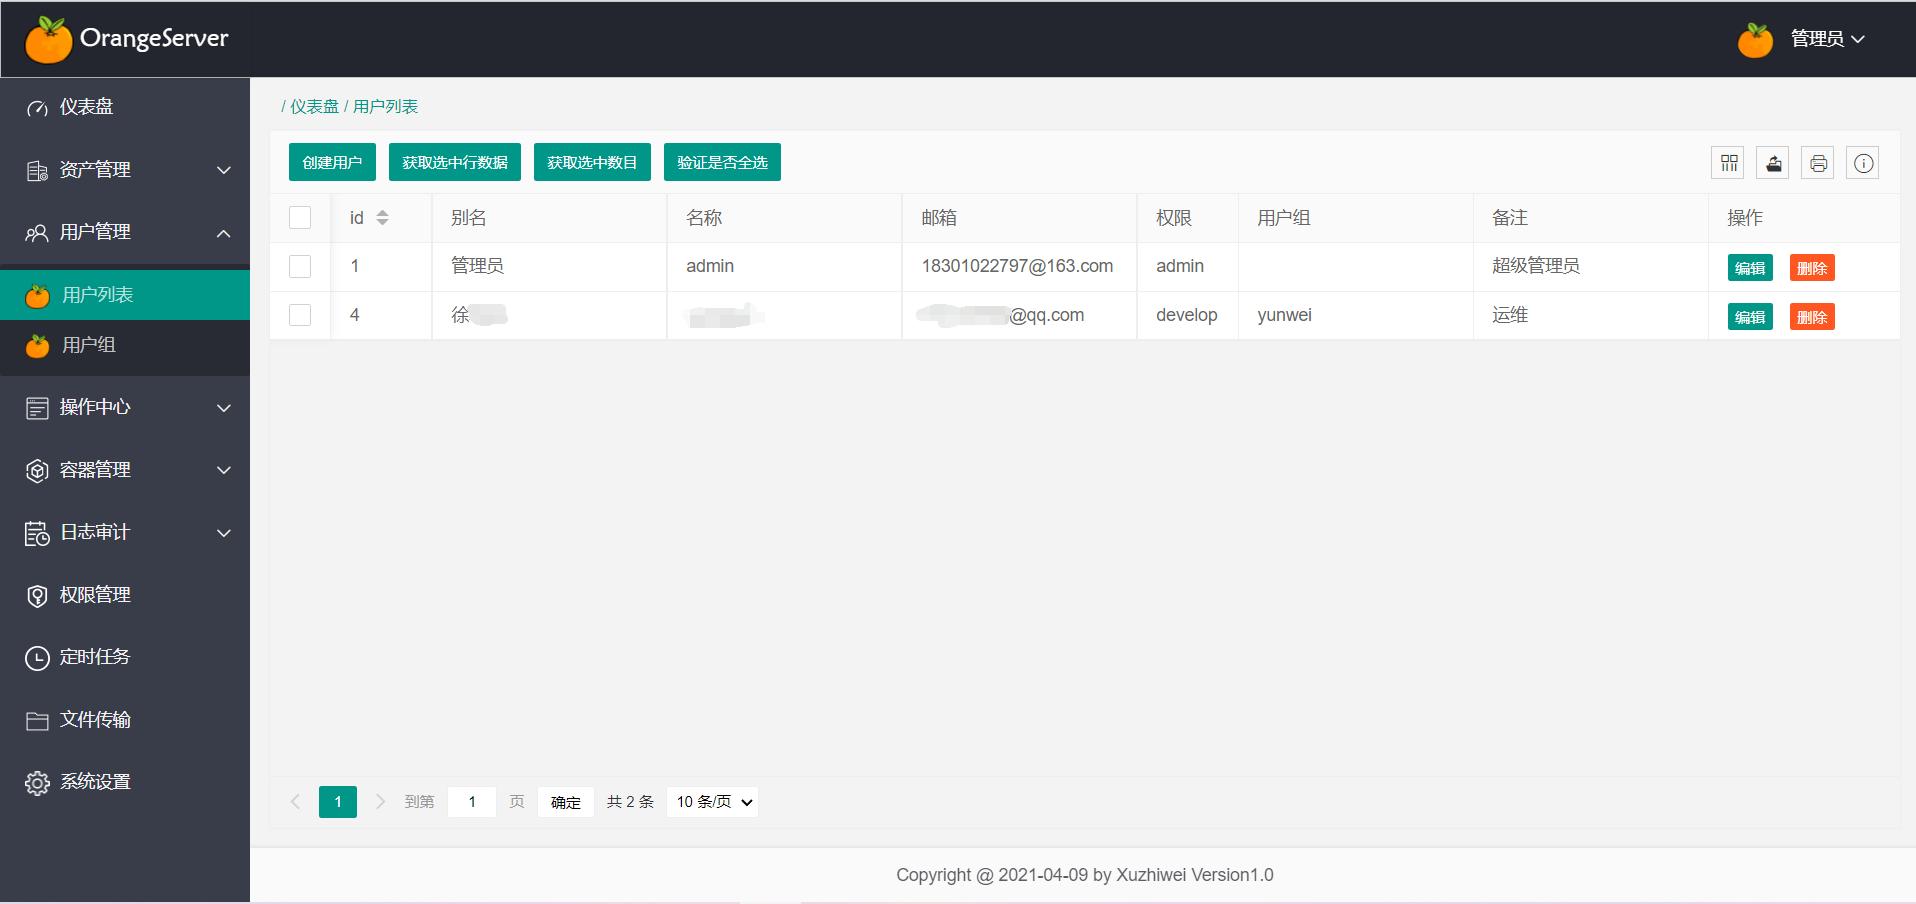 OrangeServer
管理员
仪表盘
资产管理
用户管理
用户列表
用户组
操作中心
容器管理
日志审计
权限管理
定时任务
文件传输
系统设置
/ 仪表盘 / 用户列表
创建用户 获取选中行数据 获取选中数目 验证是否全选
id 别名 名称 邮箱 权限 用户组 备注 操作
1 管理员 admin 18301022797@163.com admin 超级管理员 编辑 删除
4 徐 @qq.com develop yunwei 运维 编辑 删除
1 到第 1 页 确定 共 2 条 10 条/页
Copyright @ 2021-04-09 by Xuzhiwei Version1.0